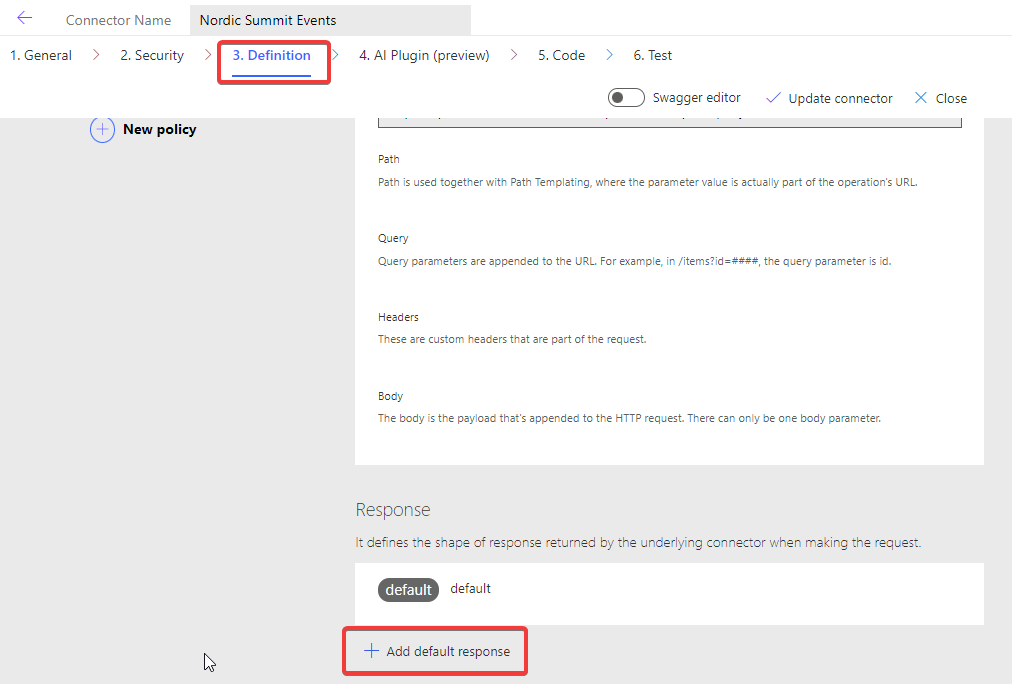 Connector Name Nordic Summit Events
1. General 2. Security 3. Definition 4. AI Plugin (preview) 5. Code 6. Test
Swagger editor Update connector Close
New policy
Path
Path is used together with Path Templating, where the parameter value is actually part of the operation's URL.
Query
Query parameters are appended to the URL. For example, in /items?id=####, the query parameter is id.
Headers
These are custom headers that are part of the request.
Body
The body is the payload that's appended to the HTTP request. There can only be one body parameter.
Response
It defines the shape of response returned by the underlying connector when making the request.
default default
Add default response